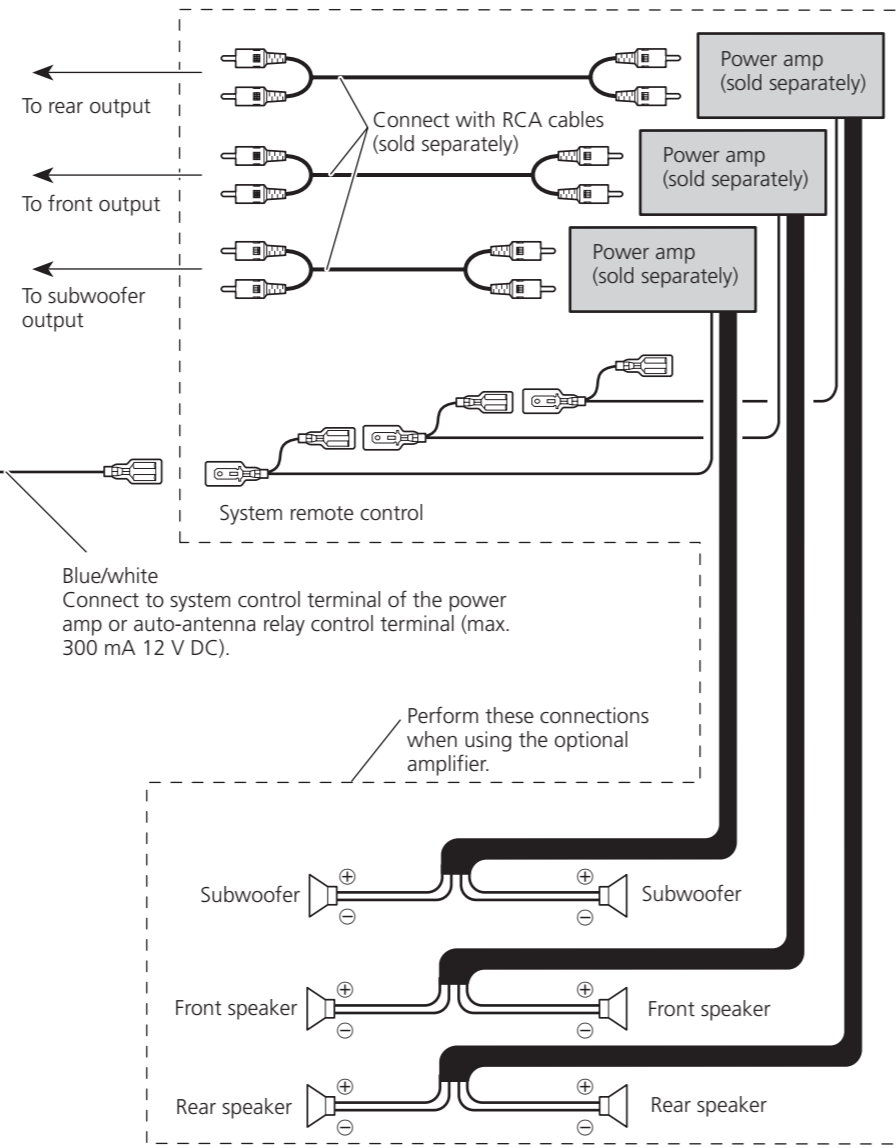 Power amp
(sold separately)
To rear output
Connect with RCA cables
(sold separately)
Power amp
(sold separately)
To front output
Power amp
(sold separately)
To subwoofer
output
System remote control
Blue/white
Connect to system control terminal of the power
amp or auto-antenna relay control terminal (max.
300 mA 12 V DC).
Perform these connections
when using the optional
amplifier.
⊕ ⊕
Subwoofer Subwoofer
⊖ ⊖
⊕ ⊕
Front speaker Front speaker
⊖ ⊖
⊕ ⊕
Rear speaker Rear speaker
⊖ ⊖